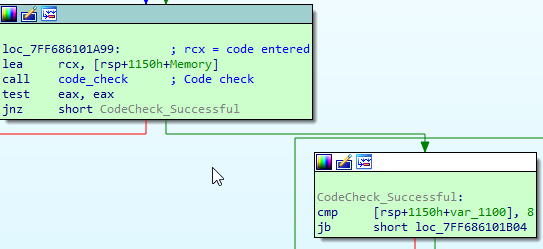 loc_7FF686101A99: ; rcx = code entered
lea rcx, [rsp+1150h+Memory]
call code_check ; Code check
test eax, eax
jnz short CodeCheck_Successful
CodeCheck_Successful:
cmp [rsp+1150h+var_1100], 8
jb short loc_7FF686101B04